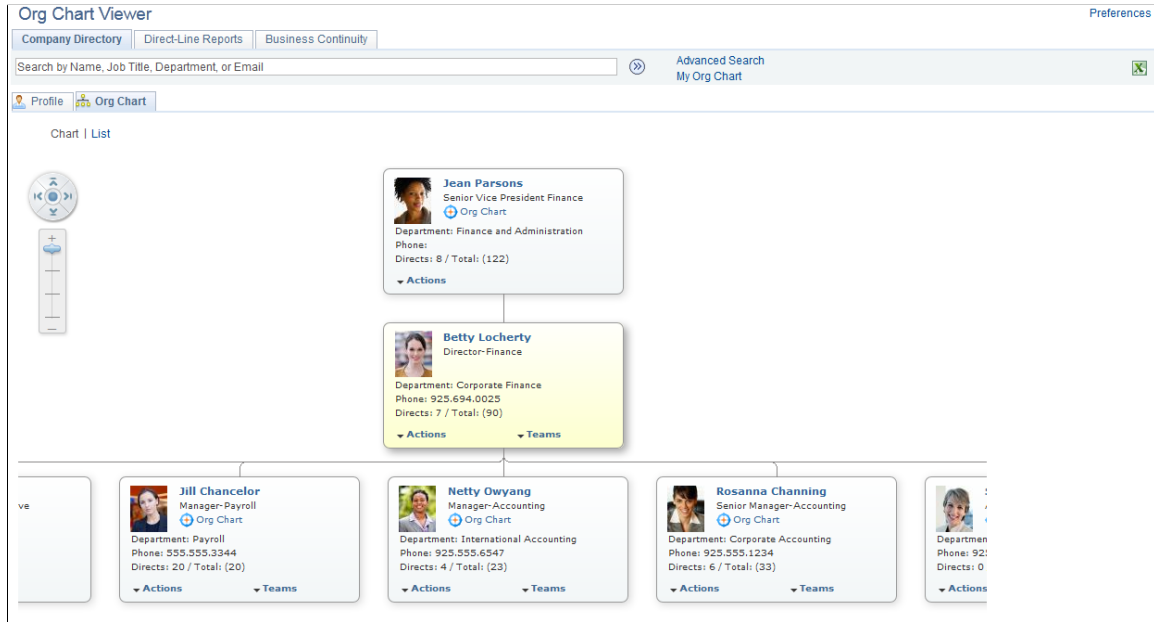 Org Chart Viewer
Preferences
Company Directory
Direct-Line Reports
Business Continuity
Search by Name, Job Title, Department, or Email
Advanced Search
My Org Chart
Profile
Org Chart
Chart | List
Jean Parsons
Senior Vice President Finance
Org Chart
Department: Finance and Administration
Phone:
Directs: 8 / Total: (122)
Actions
Betty Locherty
Director-Finance
Department: Corporate Finance
Phone: 925.694.0025
Directs: 7 / Total: (90)
Actions
Teams
ve
Jill Chancelor
Manager-Payroll
Org Chart
Department: Payroll
Phone: 555.555.3344
Directs: 20 / Total: (20)
Actions
Teams
Netty Owyang
Manager-Accounting
Org Chart
Department: International Accounting
Phone: 925.555.6547
Directs: 4 / Total: (23)
Actions
Teams
Rosanna Channing
Senior Manager-Accounting
Org Chart
Department: Corporate Accounting
Phone: 925.555.1234
Directs: 6 / Total: (33)
Actions
Teams
Departmen
Phone: 92
Directs: 0
Actions